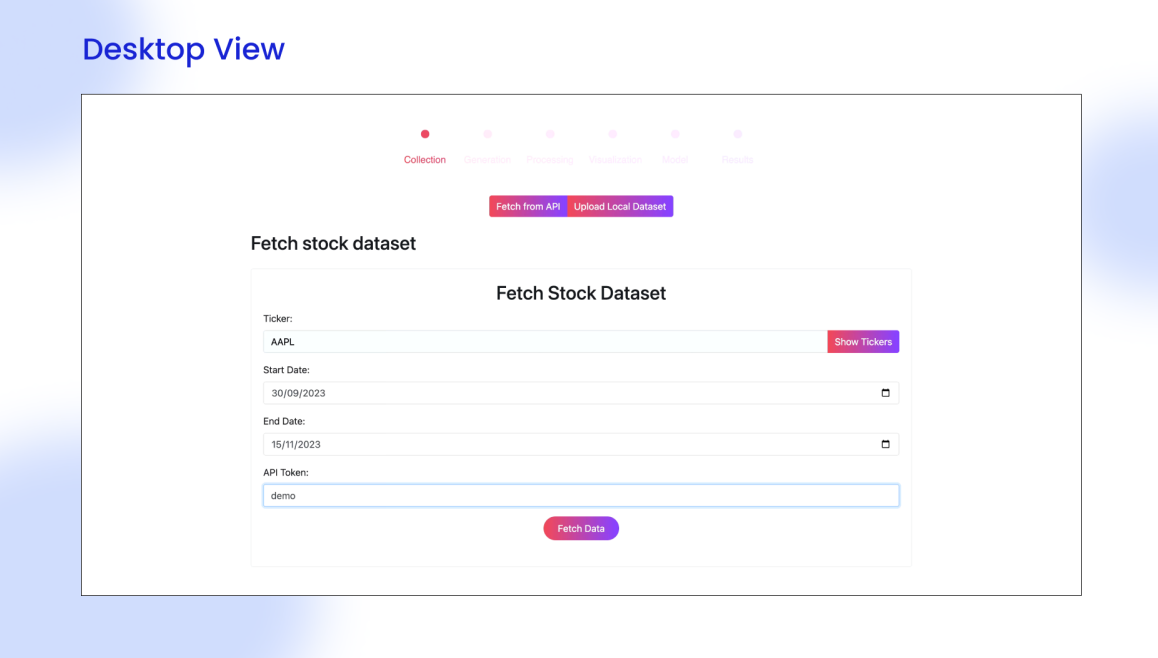 Desktop View
Collection Generation Processing Visualization Model Results
Fetch from API Upload Local Dataset
Fetch stock dataset
Fetch Stock Dataset
Ticker:
AAPL Show Tickers
Start Date:
30/09/2023
End Date:
15/11/2023
API Token:
demo
Fetch Data